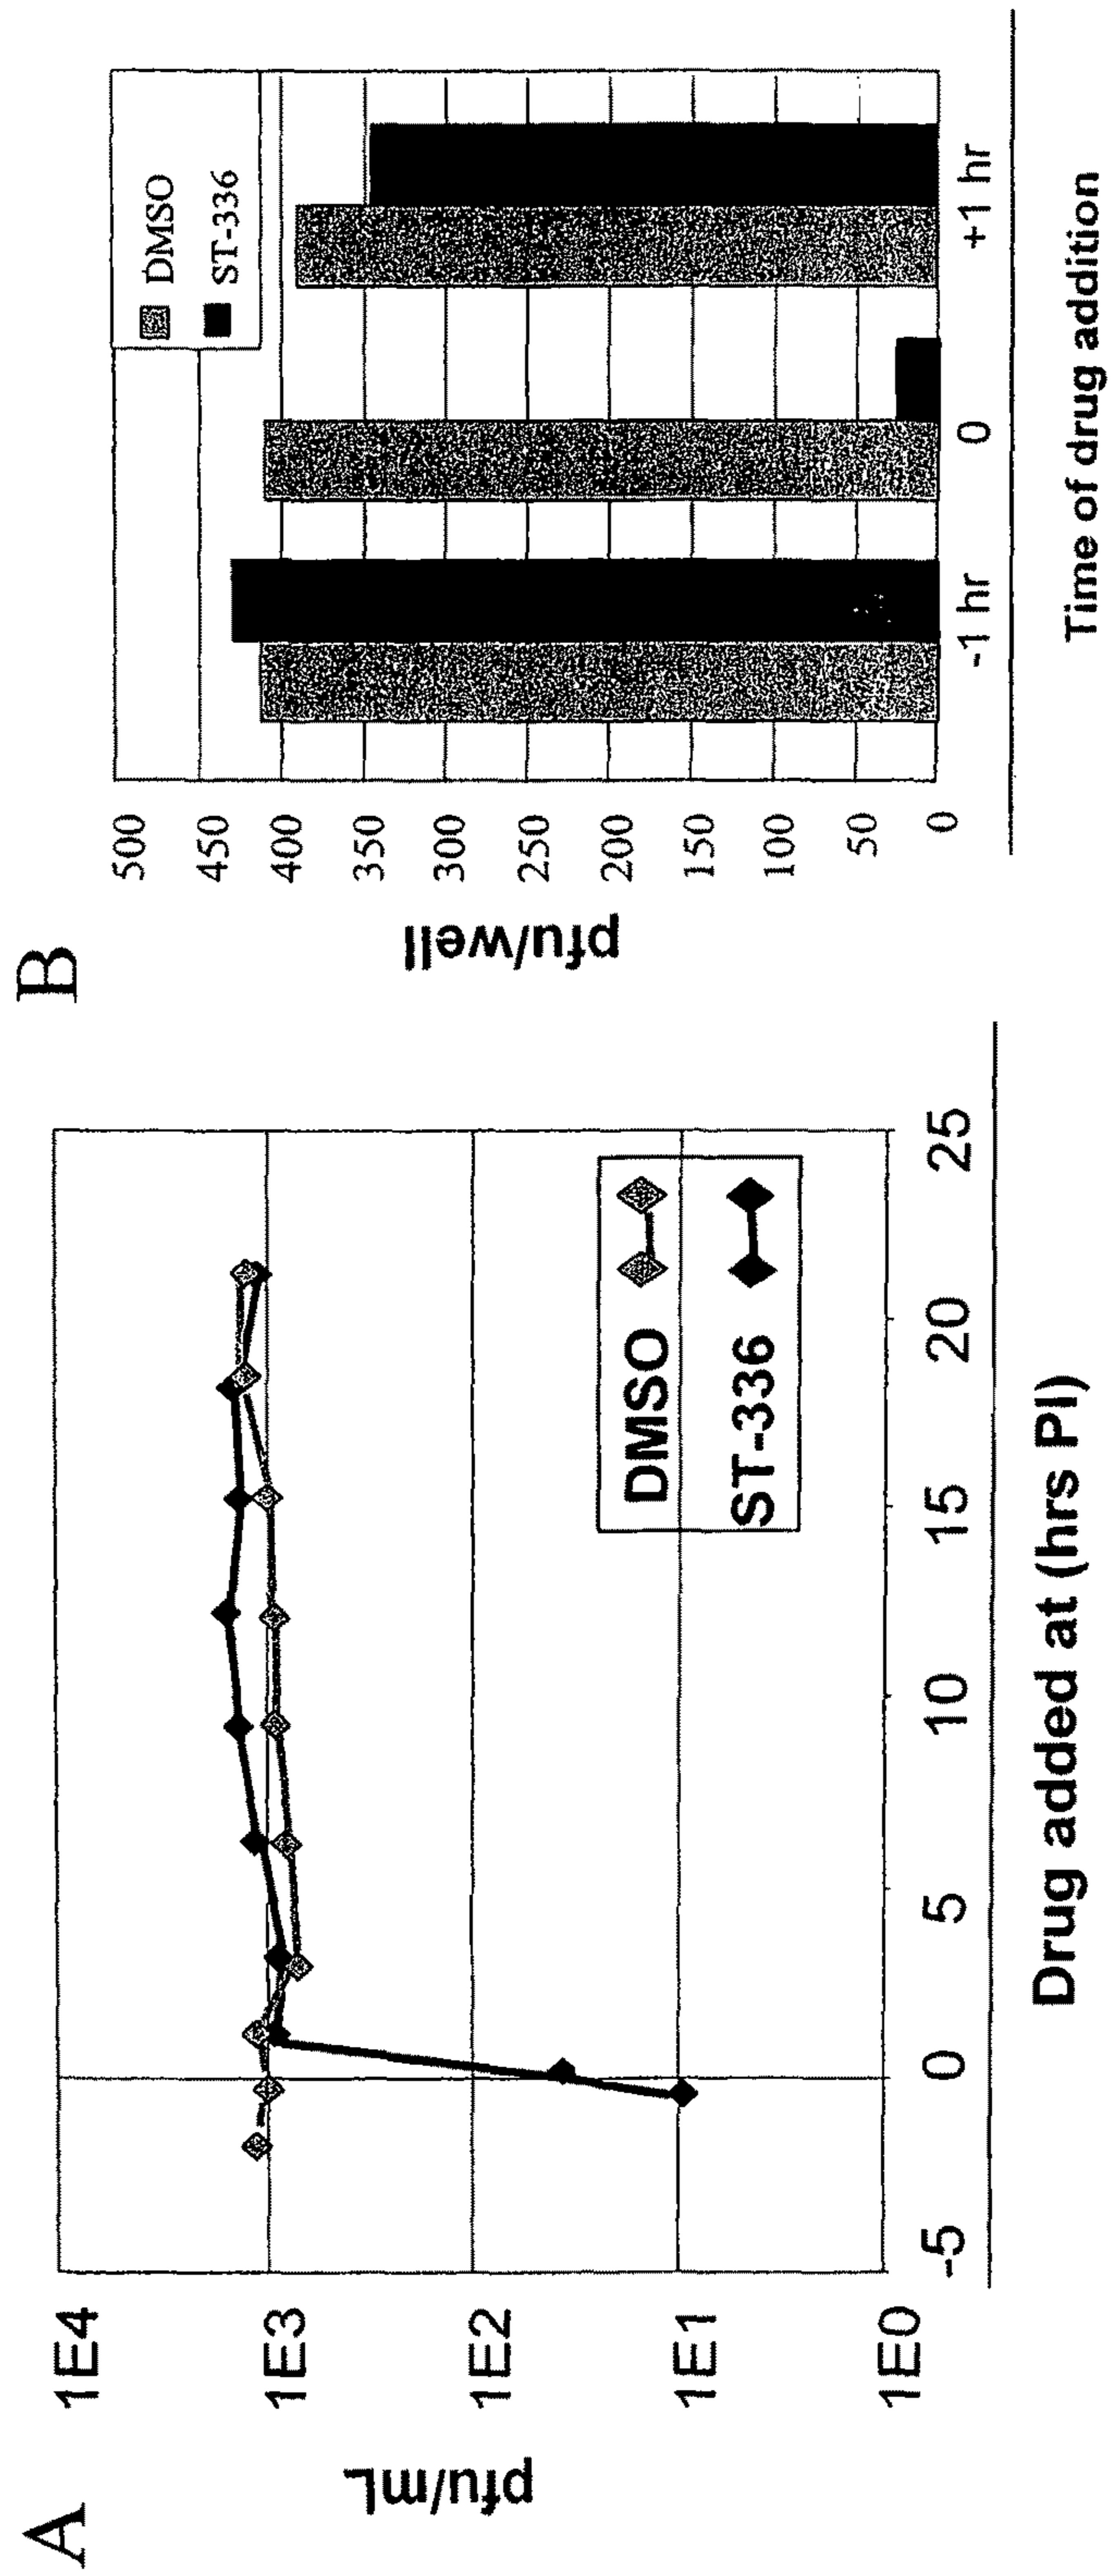 A
pfu/mL
1E4
1E3
1E2
1E1
1E0
-5
0
5
10
15
20
25
DMSO
ST-336
Drug added at (hrs PI)
B
pfu/well
500
450
400
350
300
250
200
150
100
50
0
DMSO
ST-336
-1 hr
0
+1 hr
Time of drug addition